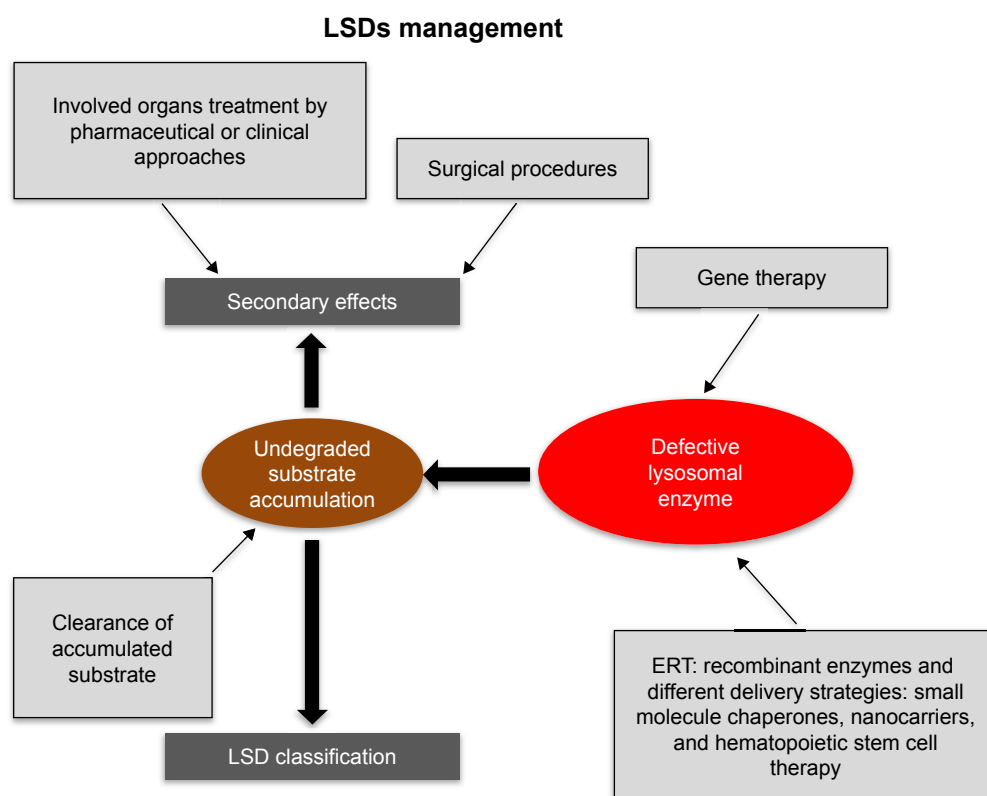 LSDs management
Involved organs treatment by
pharmaceutical or clinical
approaches
Surgical procedures
Gene therapy
Secondary effects
Undegraded
substrate
accumulation
Defective
lysosomal
enzyme
Clearance of
accumulated
substrate
ERT: recombinant enzymes and
different delivery strategies: small
molecule chaperones, nanocarriers,
and hematopoietic stem cell
therapy
LSD classification